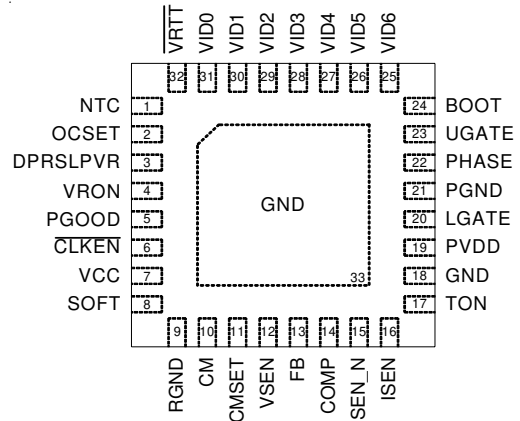 VRTT VID0 VID1 VID2 VID3 VID4 VID5 VID6
32 31 30 29 28 27 26 25
NTC 1 24 BOOT
OCSET 2 23 UGATE
DPRSLPVR 3 22 PHASE
VRON 4 21 PGND
GND
PGOOD 5 20 LGATE
CLKEN 6 19 PVDD
VCC 7 33 18 GND
SOFT 8 17 TON
9 10 11 12 13 14 15 16
RGND CM CMSET VSEN FB COMP SEN_N ISEN